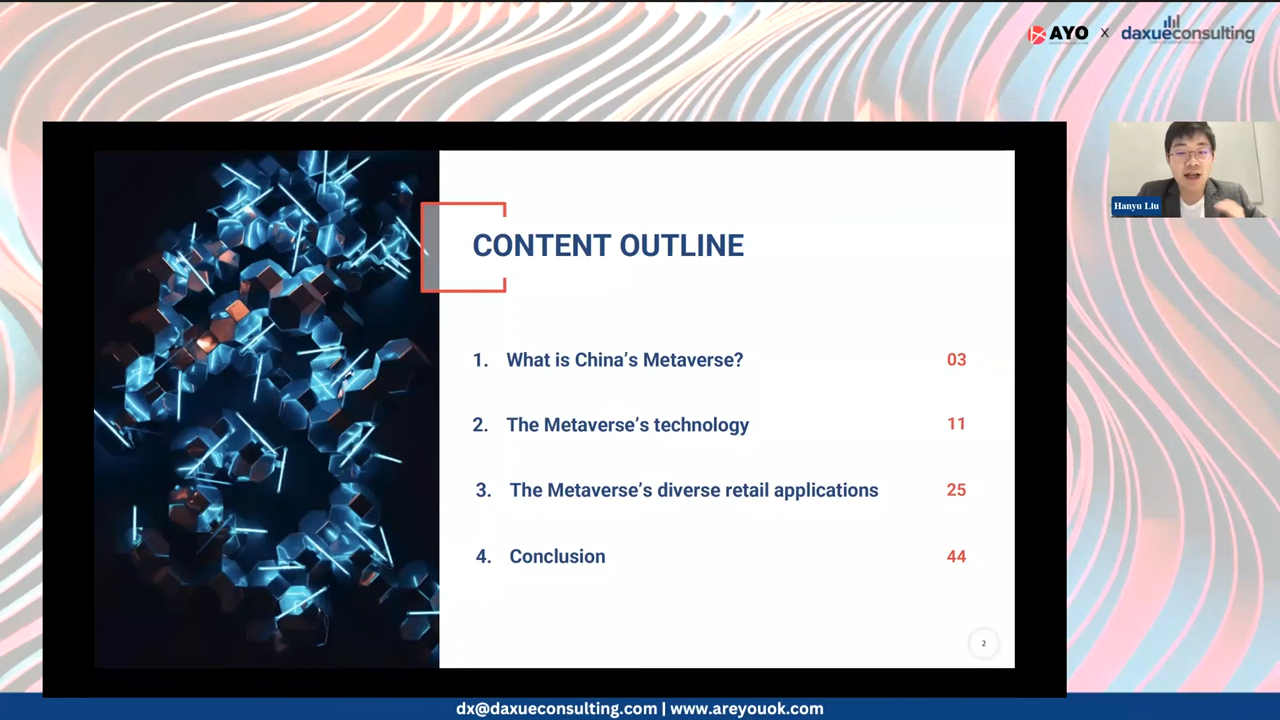 AYO x daxueconsulting
Hanyu Liu
CONTENT OUTLINE
1. What is China's Metaverse? 03
2. The Metaverse's technology 11
3. The Metaverse's diverse retail applications 25
4. Conclusion 44
2
dx@daxueconsulting.com | www.areyouok.com